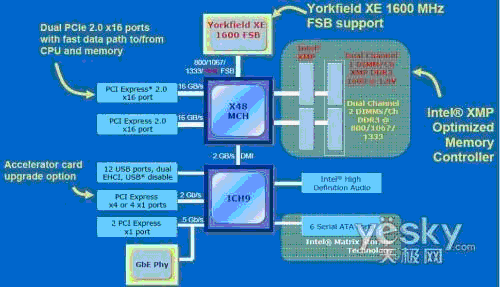 Yorkfield XE 1600 MHz
FSB support
Dual PCIe 2.0 x16 ports
with fast data path to/from
CPU and memory
Yorkfield XE
1600 FSB
800/1067/
1333/ FSB
Intel®
XMP
Dual Channel
1 DIMM/Ch
XMP DDR3
1600 @ 1.8V
Dual Channel
2 DIMMs/Ch
DDR3 @
800/1067/
1333
PCI Express* 2.0
x16 port
16 GB/s
PCI Express* 2.0
x16 port
16 GB/s
X48
MCH
Intel® XMP
Optimized
Memory
Controller
2 GB/s
DMI
Accelerator card
upgrade option
12 USB ports, dual
EHCI, USB* disable
PCI Express
x4 or 4 x1 ports
2 Gb/s
2 PCI Express
x1 port
.5 Gb/s
ICH9
Intel® High
Definition Audio
6 Serial ATA Ports
Intel® Matrix Storage
Technology
GbE Phy
yesky
天极网